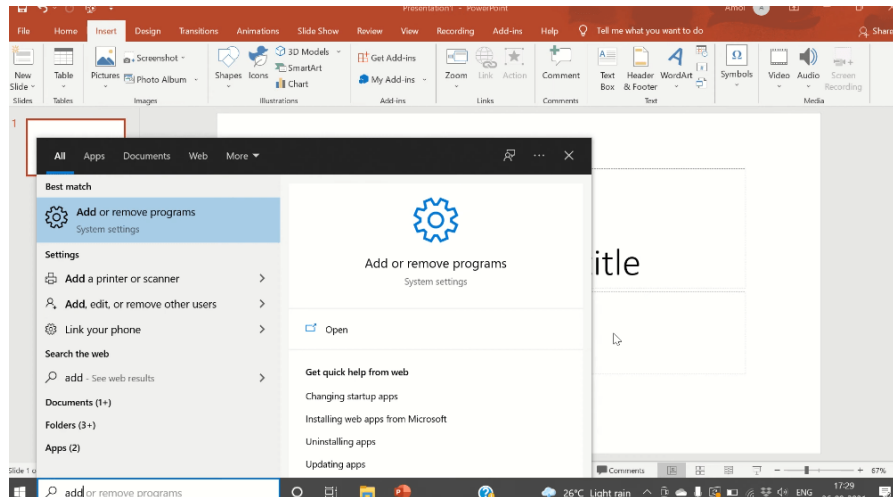 Presentation1 - PowerPoint
Amol
File Home Insert Design Transitions Animations Slide Show Review View Recording Add-ins Help Tell me what you want to do Share
New Slide
Table
Pictures
Screenshot
Photo Album
Shapes
Icons
3D Models
SmartArt
Chart
Get Add-ins
My Add-ins
Zoom
Link
Action
Comment
Text Box
Header & Footer
WordArt
Symbols
Video
Audio
Screen Recording
Slides Tables Images Illustrations Add-ins Links Comments Text Media
1
All Apps Documents Web More
Best match
Add or remove programs
System settings
Settings
Add a printer or scanner
Add, edit, or remove other users
Link your phone
Search the web
add - See web results
Documents (1+)
Folders (3+)
Apps (2)
Add or remove programs
System settings
Open
Get quick help from web
Changing startup apps
Installing web apps from Microsoft
Uninstalling apps
Updating apps
itle
Slide 1 o
Comments
67%
add or remove programs
26°C Light rain
ENG
17:29